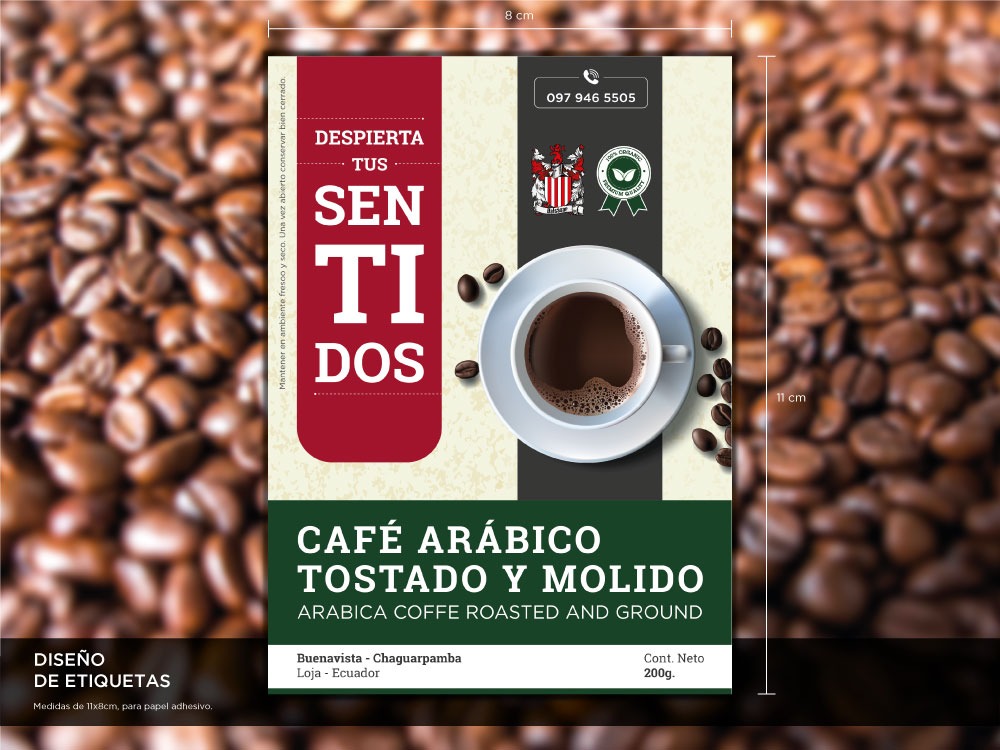 8 cm
097 946 5505
Mantener en ambiente fresco y seco. Una vez abierto conservar bien cerrado.
DESPIERTA
TUS
SEN
TI
DOS
100% ORGANIC
PREMIUM QUALITY
11 cm
CAFÉ ARÁBICO
TOSTADO Y MOLIDO
ARABICA COFFE ROASTED AND GROUND
Buenavista - Chaguarpamba
Loja - Ecuador
Cont. Neto
200g.
DISEÑO
DE ETIQUETAS
Medidas de 11x8cm, para papel adhesivo.